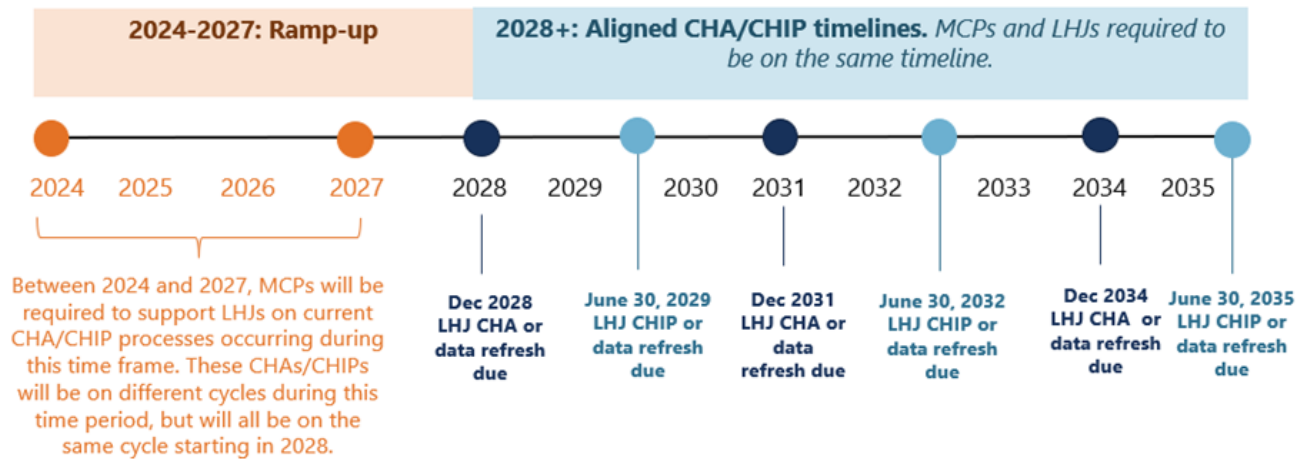 2024-2027: Ramp-up
2028+: Aligned CHA/CHIP timelines. MCPs and LHJs required to
be on the same timeline.
2024 2025 2026 2027 2028 2029 2030 2031 2032 2033 2034 2035
Between 2024 and 2027, MCPs will be
required to support LHJs on current
CHA/CHIP processes occurring during
this time frame. These CHAs/CHIPs
will be on different cycles during this
time period, but will all be on the
same cycle starting in 2028.
Dec 2028
LHJ CHA or
data refresh
due
June 30, 2029
LHJ CHIP or
data refresh
due
Dec 2031
LHJ CHA or
data
refresh due
June 30, 2032
LHJ CHIP or
data refresh
due
Dec 2034
LHJ CHA or
data refresh
due
June 30, 2035
LHJ CHIP or
data refresh
due